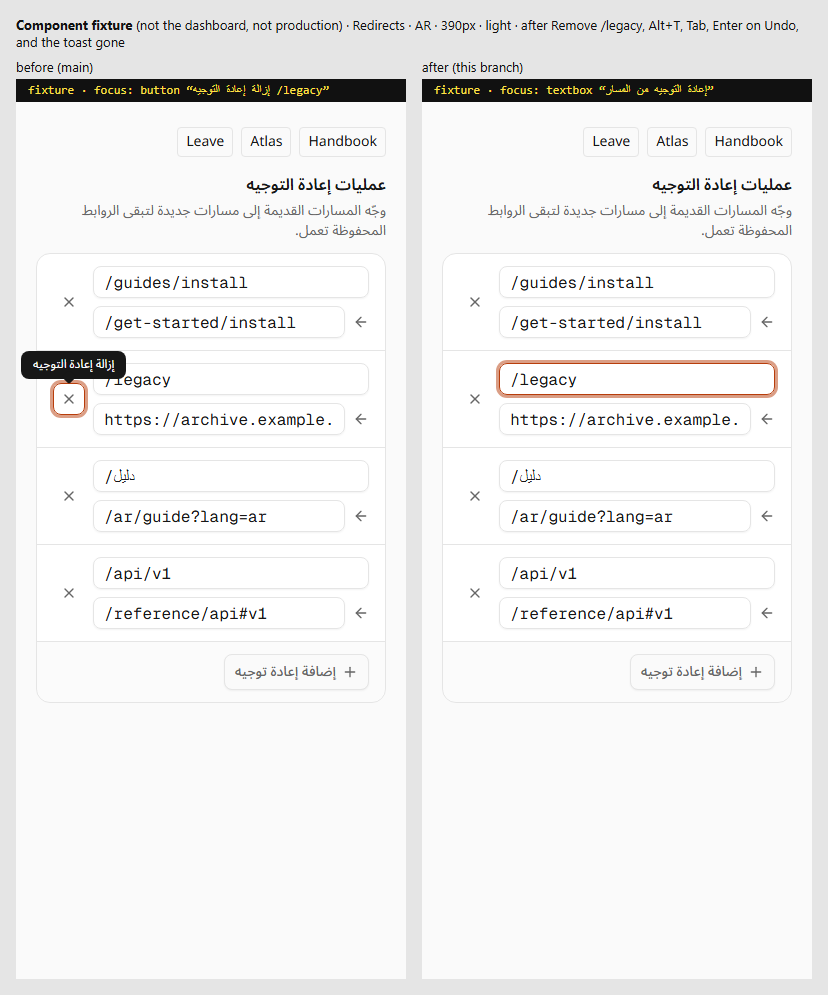 Component fixture (not the dashboard, not production) · Redirects · AR · 390px · light · after Remove /legacy, Alt+T, Tab, Enter on Undo,
and the toast gone
before (main)
fixture · focus: button “إزالة إعادة التوجيه /legacy”
Leave
Atlas
Handbook
عمليات إعادة التوجيه
وجّه المسارات القديمة إلى مسارات جديدة لتبقى الروابط
المحفوظة تعمل.
/guides/install
/get-started/install
إزالة إعادة التوجيه
/legacy
https://archive.example.
/دليل
/ar/guide?lang=ar
/api/v1
/reference/api#v1
إضافة إعادة توجيه
after (this branch)
fixture · focus: textbox “إعادة التوجيه من المسار”
Leave
Atlas
Handbook
عمليات إعادة التوجيه
وجّه المسارات القديمة إلى مسارات جديدة لتبقى الروابط
المحفوظة تعمل.
/guides/install
/get-started/install
/legacy
https://archive.example.
/دليل
/ar/guide?lang=ar
/api/v1
/reference/api#v1
إضافة إعادة توجيه